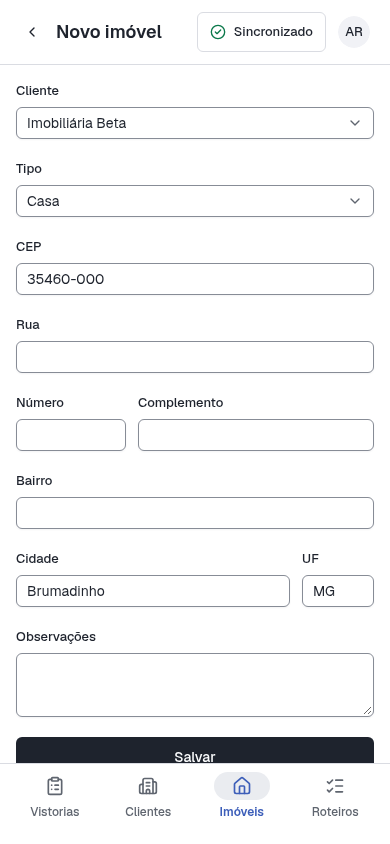 Novo imóvel
Sincronizado
AR
Cliente
Imobiliária Beta
Tipo
Casa
CEP
35460-000
Rua
Número
Complemento
Bairro
Cidade
UF
Brumadinho
MG
Observações
Salvar
Vistorias
Clientes
Imóveis
Roteiros